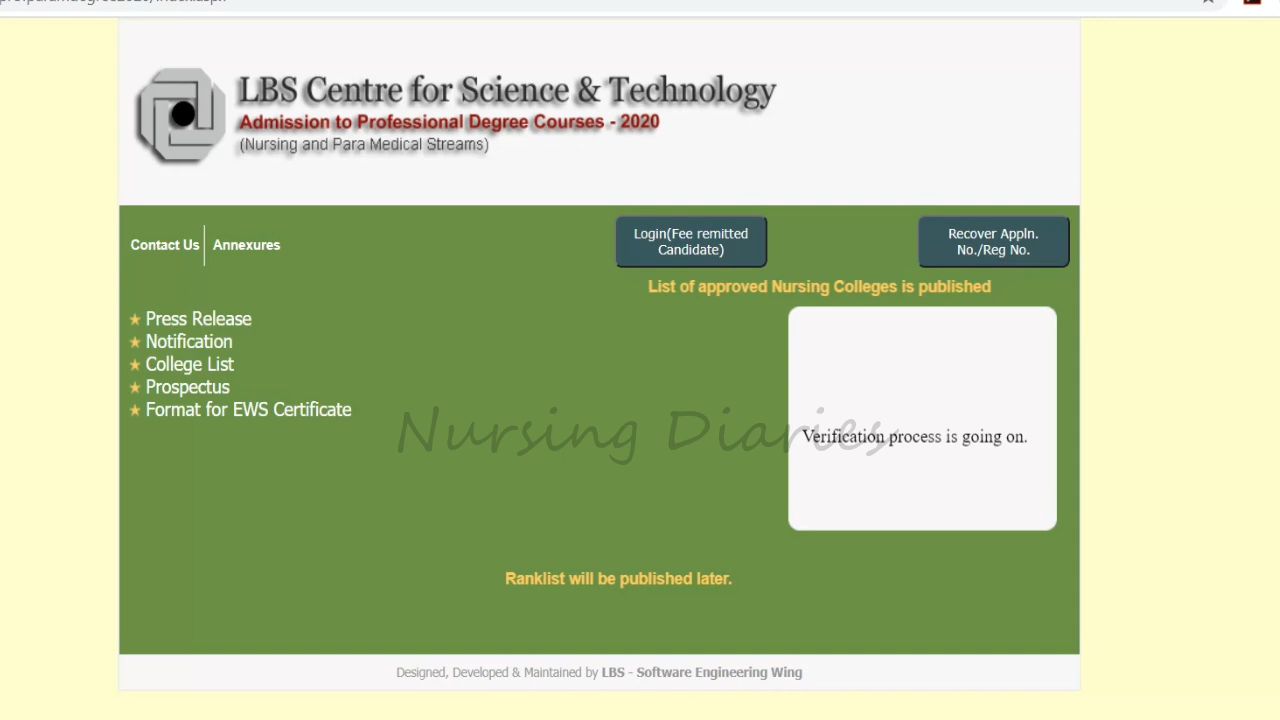 LBS Centre for Science & Technology
Admission to Professional Degree Courses - 2020
(Nursing and Para Medical Streams)
Contact Us
Annexures
Login(Fee remitted
Candidate)
Recover Appln.
No./Reg No.
List of approved Nursing Colleges is published
Press Release
Notification
College List
Prospectus
Format for EWS Certificate
Nursing Diaries
Verification process is going on.
Ranklist will be published later.
Designed, Developed & Maintained by LBS - Software Engineering Wing